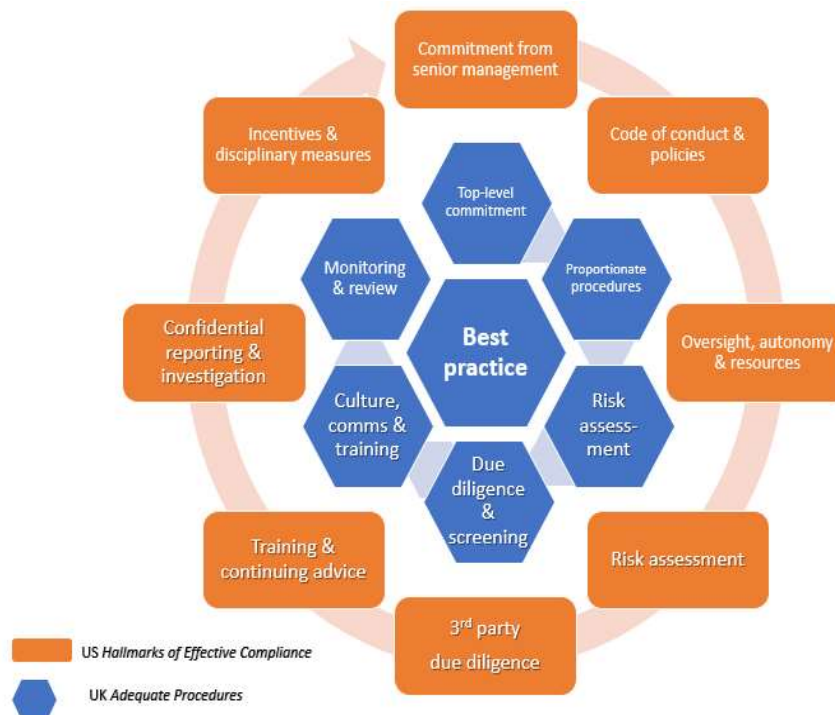 Commitment from
senior management
Incentives &
disciplinary measures
Code of conduct &
policies
Top-level
commitment
Monitoring
& review
Proportionate
procedures
Confidential
reporting &
investigation
Best
practice
Oversight, autonomy
& resources
Culture,
comms &
training
Risk
assess-
ment
Due
diligence
&
screening
Training &
continuing advice
Risk assessment
3rd party
due diligence
US Hallmarks of Effective Compliance
UK Adequate Procedures